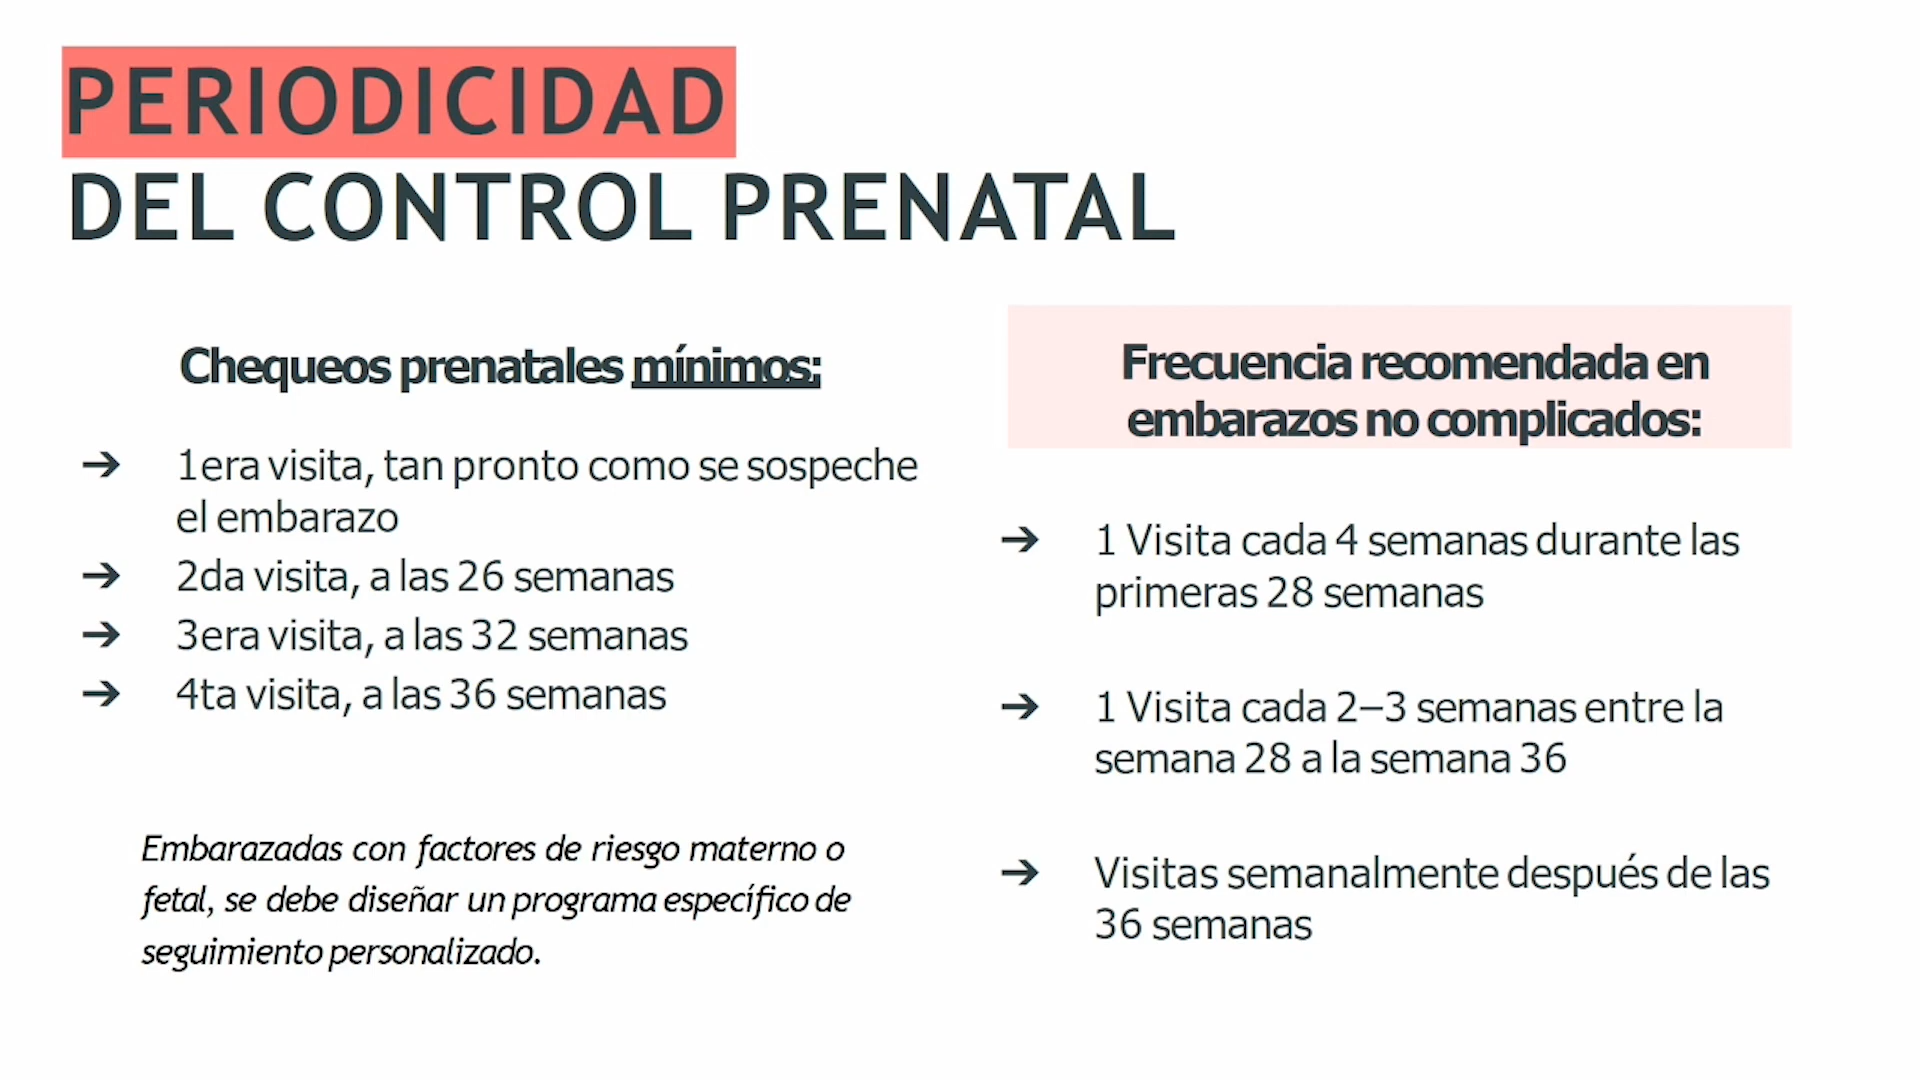 PERIODICIDAD
DEL CONTROL PRENATAL
Chequeos prenatales mínimos:
➔ 1era visita, tan pronto como se sospeche
el embarazo
➔ 2da visita, a las 26 semanas
➔ 3era visita, a las 32 semanas
➔ 4ta visita, a las 36 semanas
Embarazadas con factores de riesgo materno o
fetal, se debe diseñar un programa específico de
seguimiento personalizado.
Frecuencia recomendada en
embarazos no complicados:
➔ 1 Visita cada 4 semanas durante las
primeras 28 semanas
➔ 1 Visita cada 2–3 semanas entre la
semana 28 a la semana 36
➔ Visitas semanalmente después de las
36 semanas